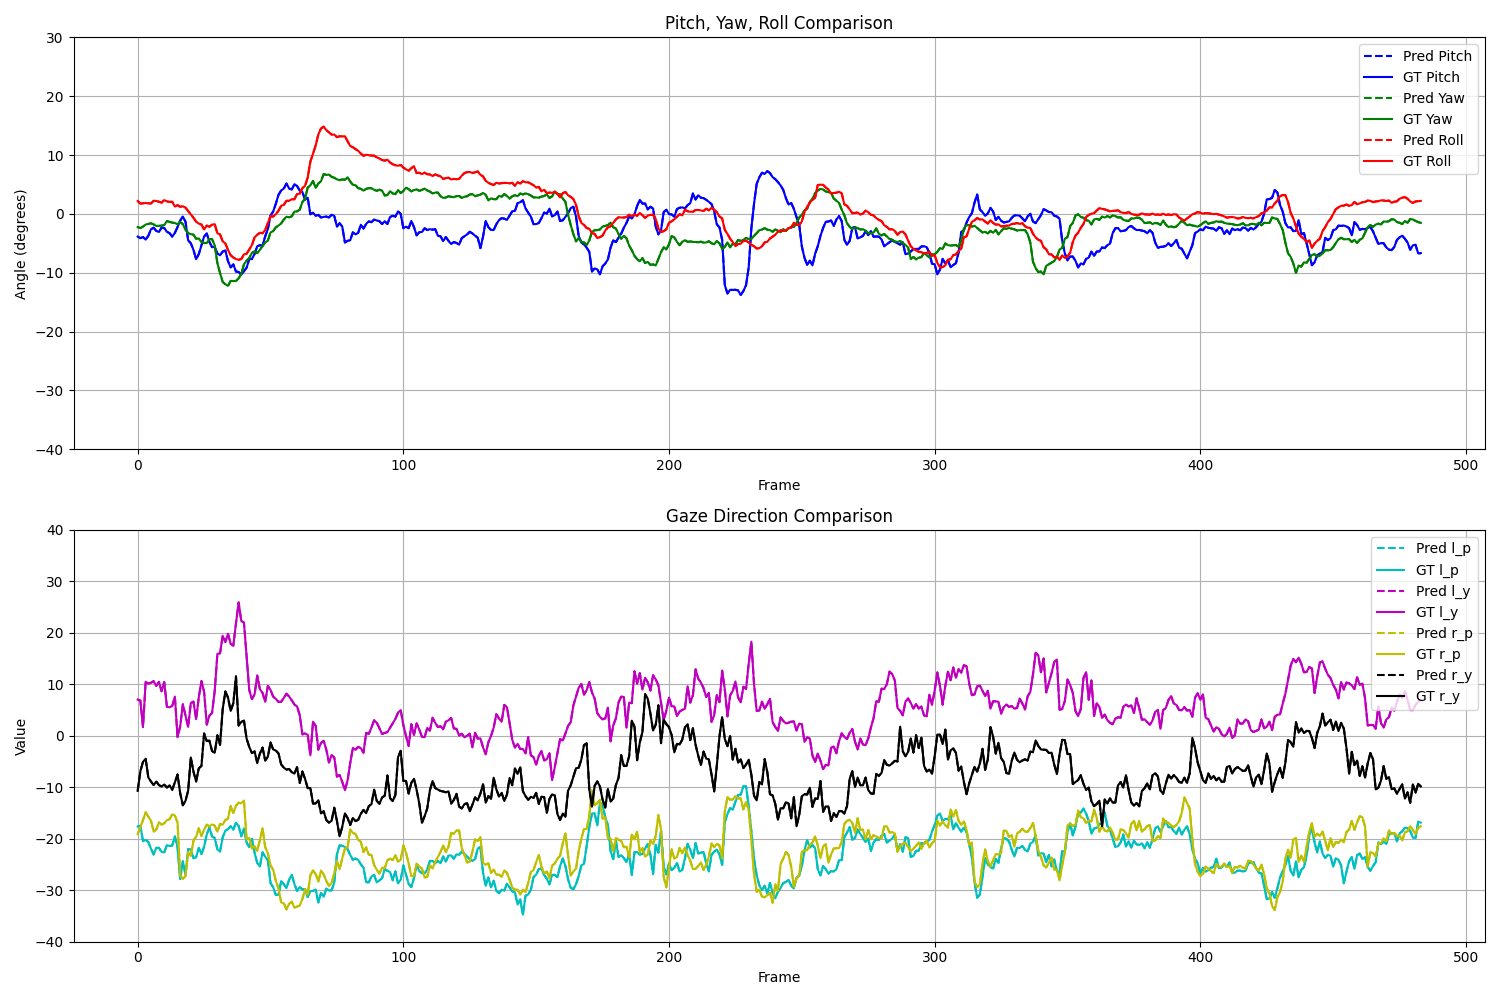 Pitch, Yaw, Roll Comparison
30
20
10
0
−10
−20
−30
−40
Angle (degrees)
0
100
200
300
400
500
Frame
Pred Pitch
GT Pitch
Pred Yaw
GT Yaw
Pred Roll
GT Roll
Gaze Direction Comparison
40
30
20
10
0
−10
−20
−30
−40
Value
0
100
200
300
400
500
Frame
Pred l_p
GT l_p
Pred l_y
GT l_y
Pred r_p
GT r_p
Pred r_y
GT r_y